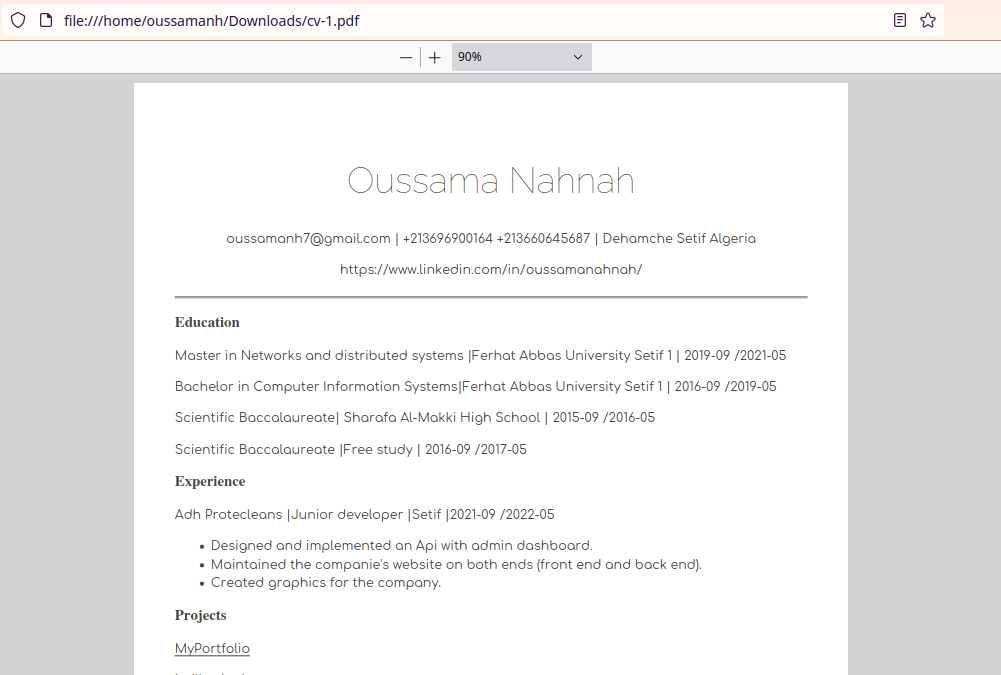 file:///home/oussamanh/Downloads/cv-1.pdf
90%
Oussama Nahnah
oussamanh7@gmail.com | +213696900164 +213660645687 | Dehamche Setif Algeria
https://www.linkedin.com/in/oussamanahnah/
Education
Master in Networks and distributed systems |Ferhat Abbas University Setif 1 | 2019-09 /2021-05
Bachelor in Computer Information Systems|Ferhat Abbas University Setif 1 | 2016-09 /2019-05
Scientific Baccalaureate| Sharafa Al-Makki High School | 2015-09 /2016-05
Scientific Baccalaureate |Free study | 2016-09 /2017-05
Experience
Adh Protecleans |Junior developer |Setif |2021-09 /2022-05
• Designed and implemented an Api with admin dashboard.
• Maintained the companie's website on both ends (front end and back end).
• Created graphics for the company.
Projects
MyPortfolio